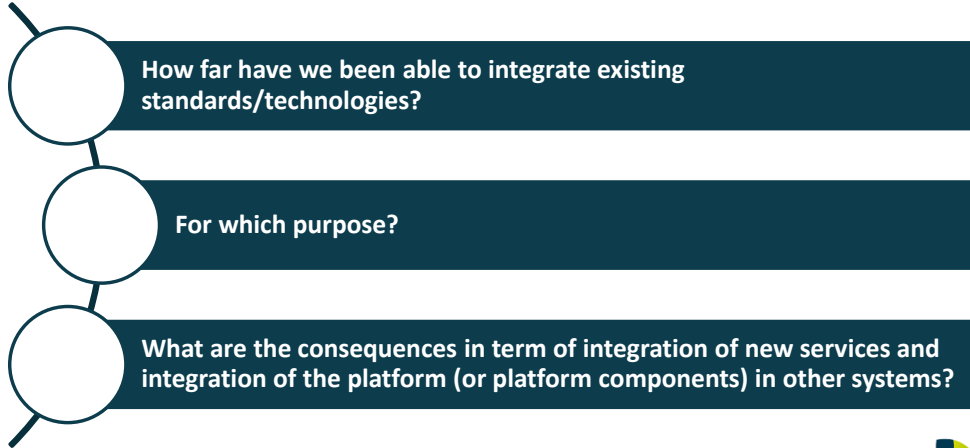 How far have we been able to integrate existing
standards/technologies?
For which purpose?
What are the consequences in term of integration of new services and
integration of the platform (or platform components) in other systems?